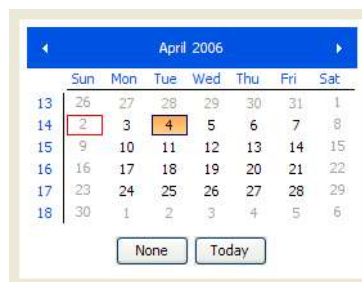 April 2006
Sun Mon Tue Wed Thu Fri Sat
13 26 27 28 29 30 31 1
14 2 3 4 5 6 7 8
15 9 10 11 12 13 14 15
16 16 17 18 19 20 21 22
17 23 24 25 26 27 28 29
18 30 1 2 3 4 5 6
None Today